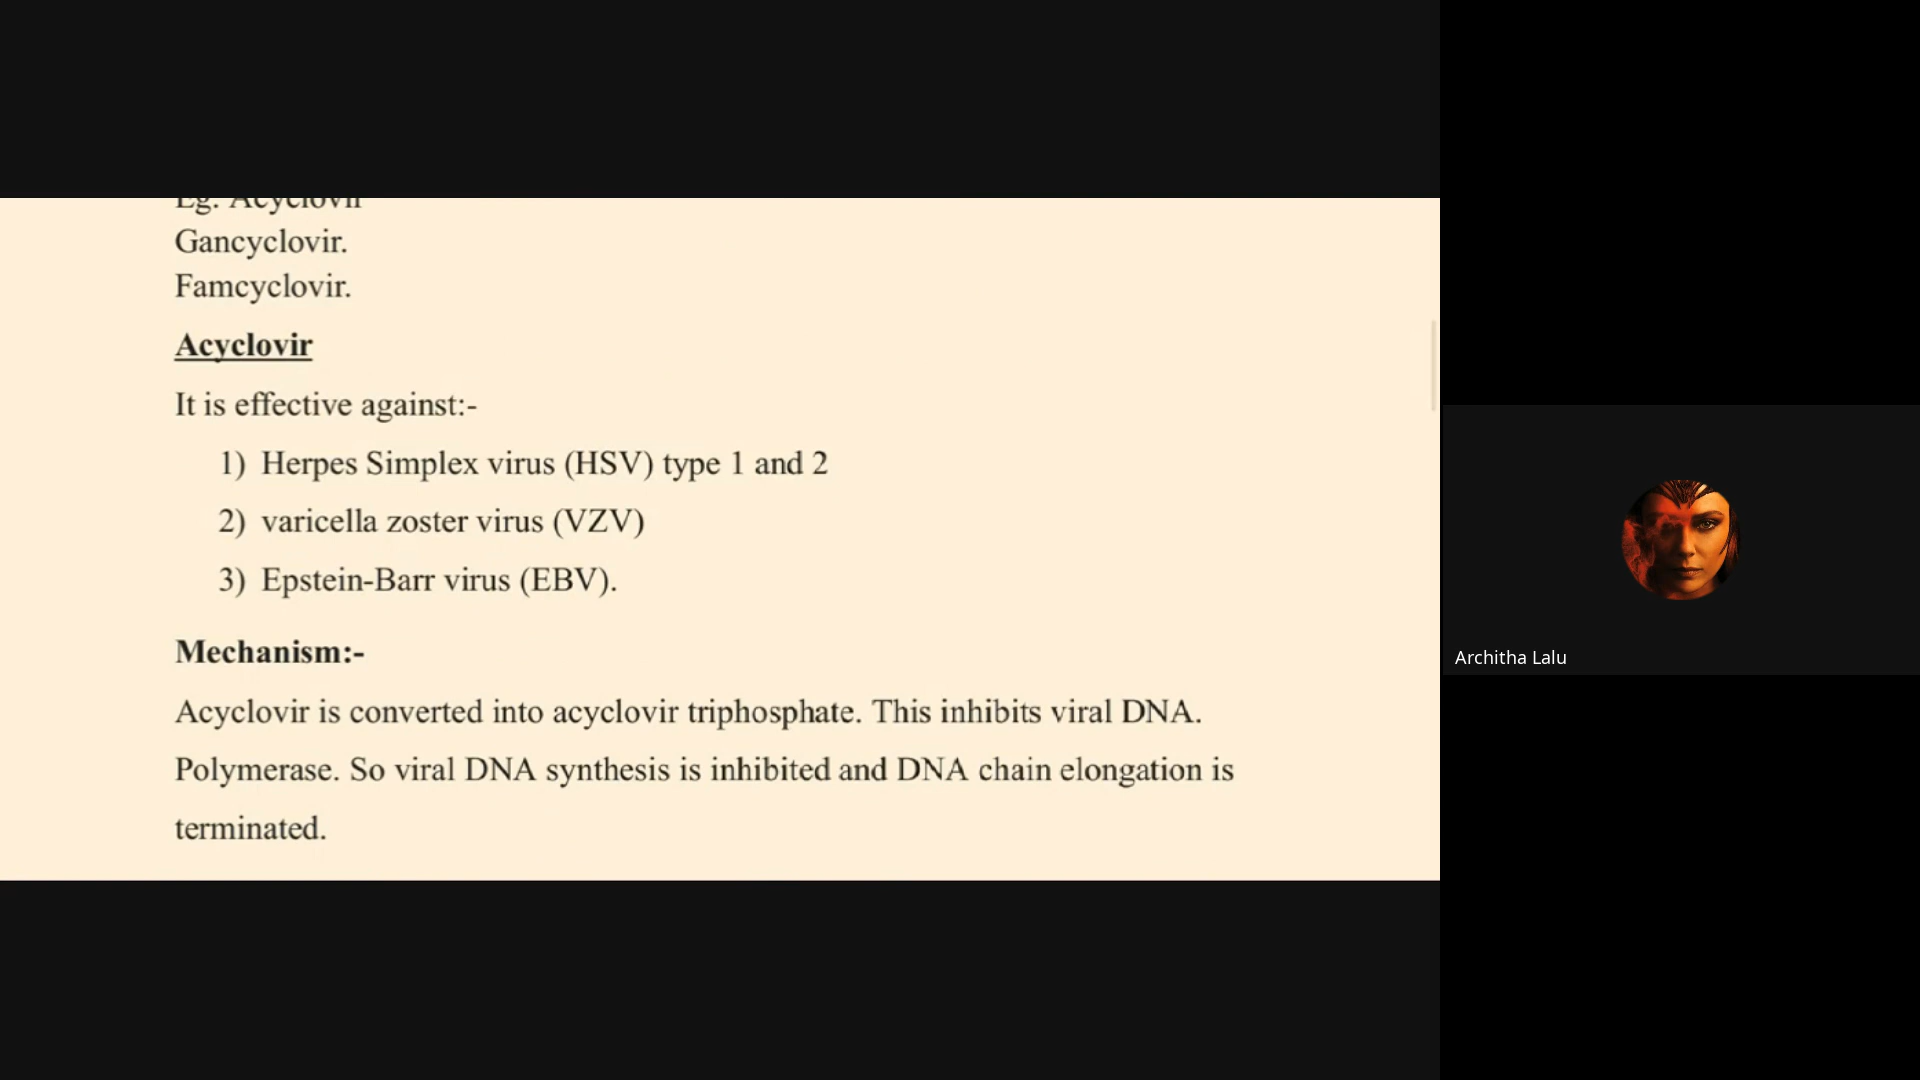 Eg. Acyclovir
Gancyclovir.
Famcyclovir.
Acyclovir
It is effective against:-
1) Herpes Simplex virus (HSV) type 1 and 2
2) varicella zoster virus (VZV)
3) Epstein-Barr virus (EBV).
Mechanism:-
Acyclovir is converted into acyclovir triphosphate. This inhibits viral DNA.
Polymerase. So viral DNA synthesis is inhibited and DNA chain elongation is
terminated.
Architha Lalu